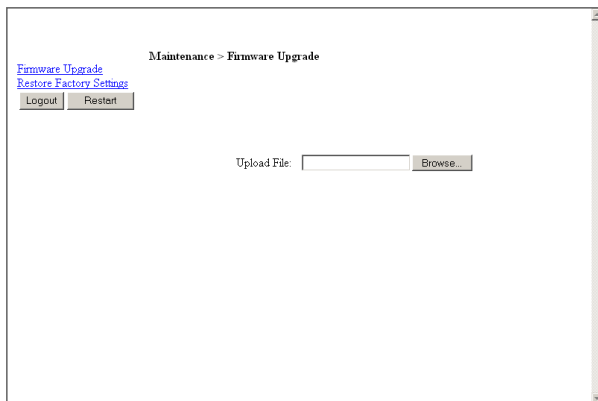 Maintenance > Firmware Upgrade
Firmware Upgrade
Restore Factory Settings
Logout Restart
Upload File: Browse...